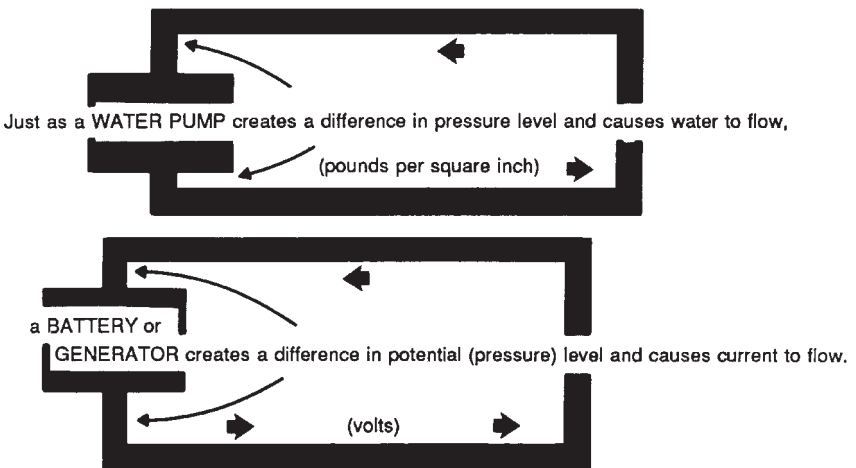 Just as a WATER PUMP creates a difference in pressure level and causes water to flow,
(pounds per square inch)
a BATTERY or
GENERATOR creates a difference in potential (pressure) level and causes current to flow.
(volts)